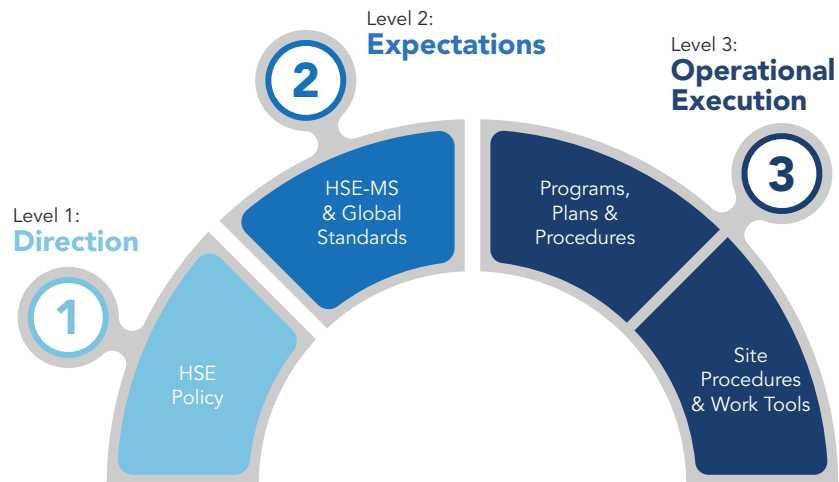 Level 1:
Direction
1
HSE
Policy
Level 2:
Expectations
2
HSE-MS
& Global
Standards
Level 3:
Operational
Execution
3
Programs,
Plans &
Procedures
Site
Procedures
& Work Tools